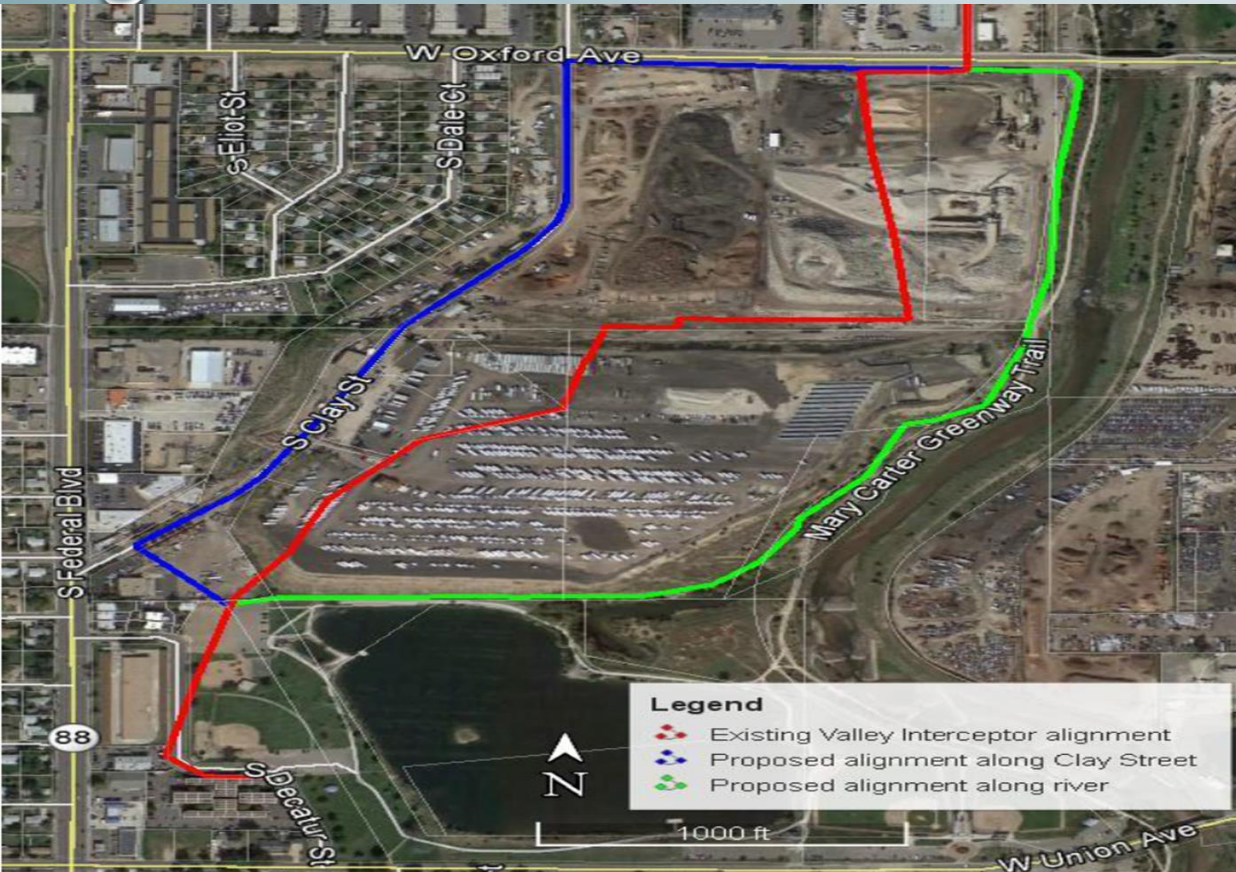 W Oxford Ave
S Eliot St
S Dale Ct
S Clay St
Mary Carter Greenway Trail
S Federal Blvd
88
S Decatur St
Legend
Existing Valley Interceptor alignment
Proposed alignment along Clay Street
Proposed alignment along river
N
1000 ft
W Union Ave